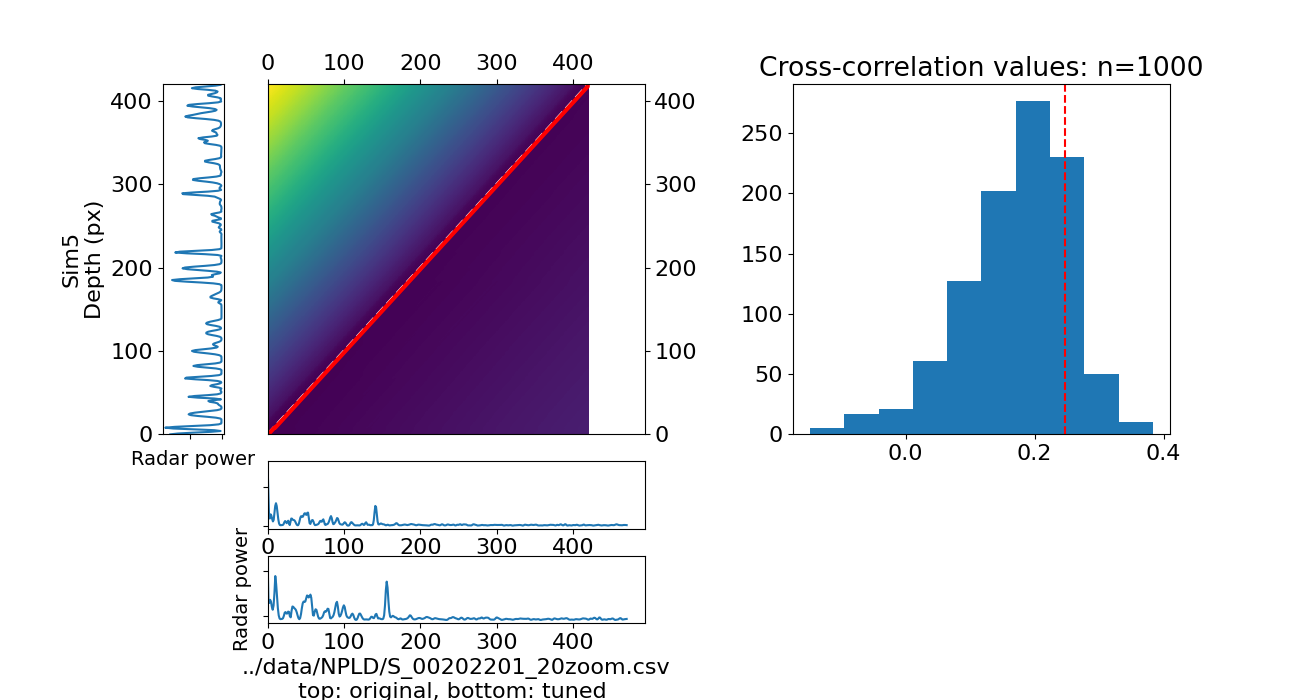 0 100 200 300 400
Cross-correlation values: n=1000
400
300
200
100
0
Sim5
Depth (px)
Radar power
400
300
200
100
0
250
200
150
100
50
0
0.0 0.2 0.4
0 100 200 300 400
Radar power
0 100 200 300 400
../data/NPLD/S_00202201_20zoom.csv
top: original, bottom: tuned